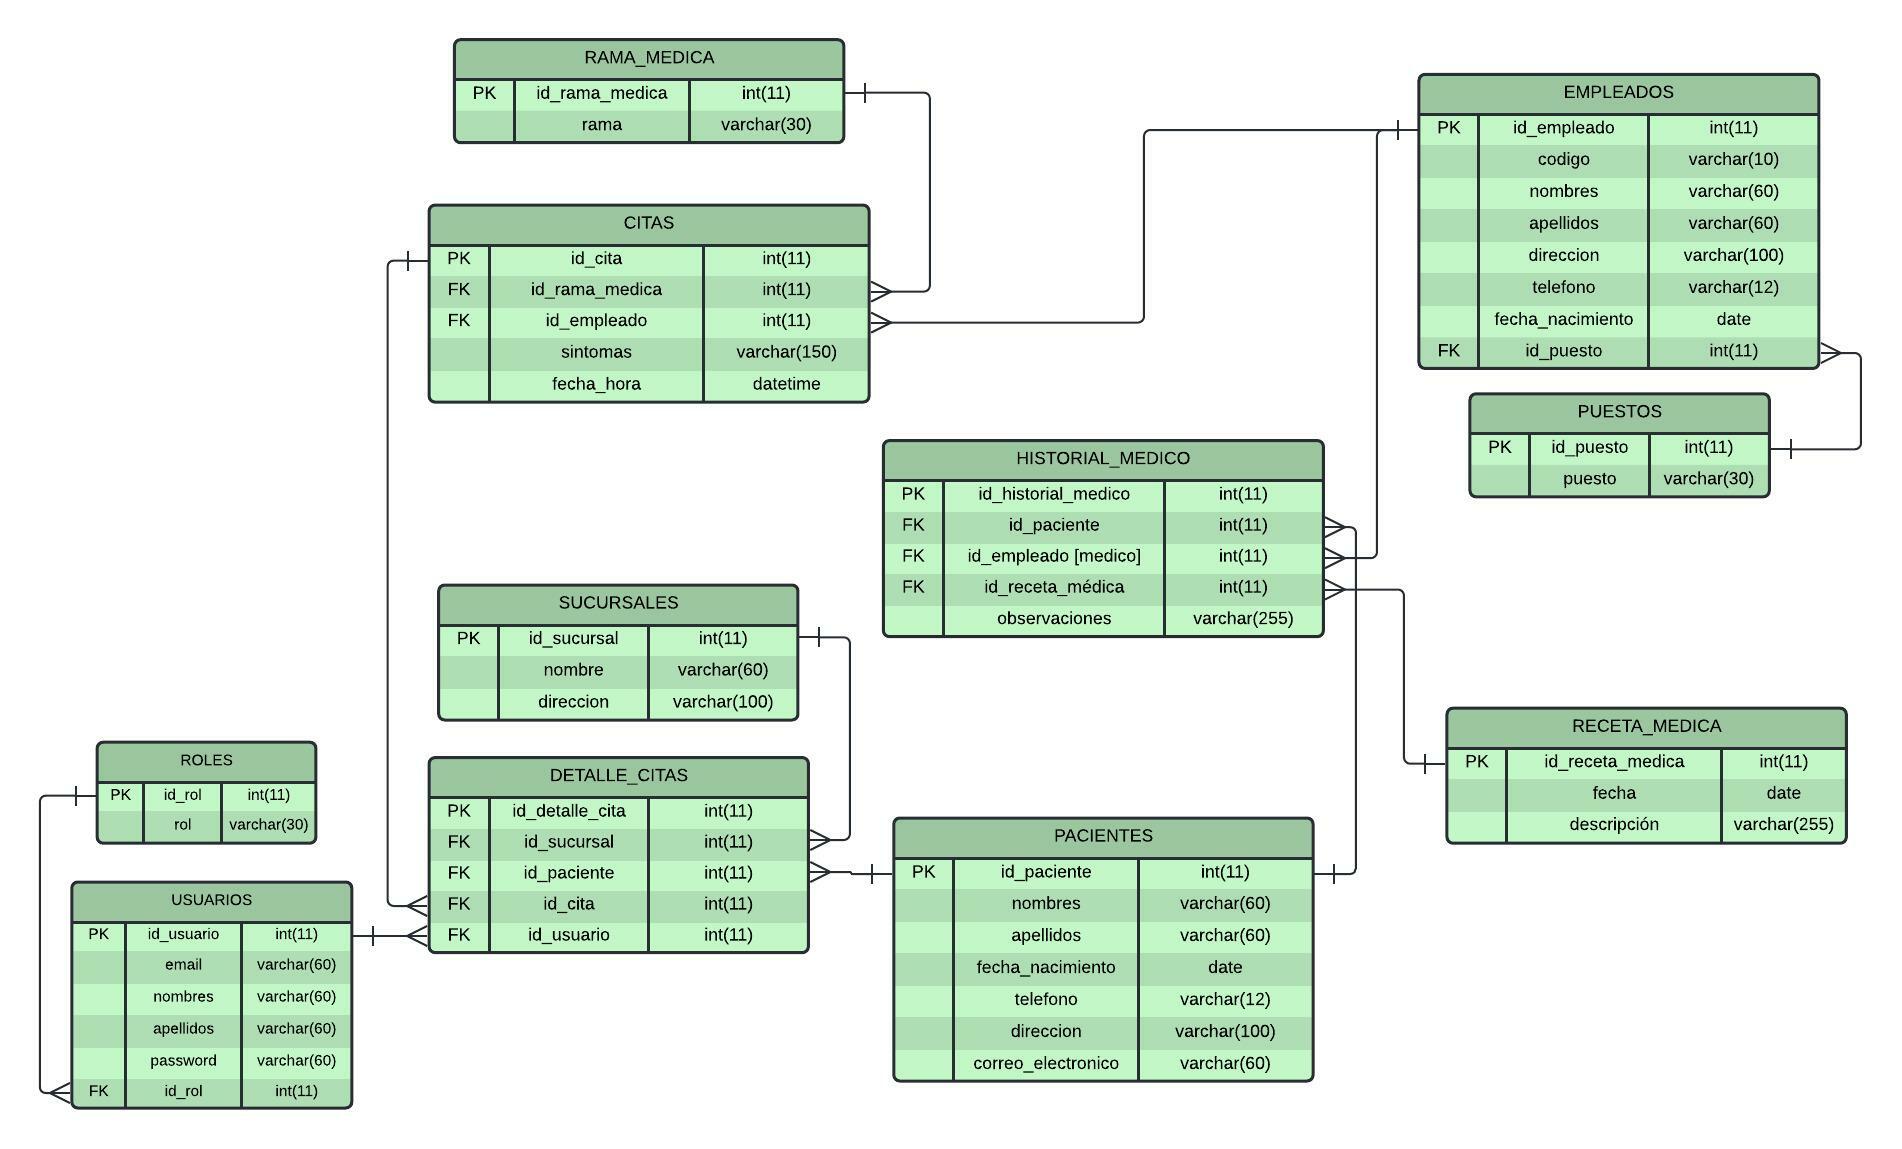 RAMA_MEDICA
PK id_rama_medica int(11)
rama varchar(30)
EMPLEADOS
PK id_empleado int(11)
codigo varchar(10)
nombres varchar(60)
apellidos varchar(60)
direccion varchar(100)
telefono varchar(12)
fecha_nacimiento date
FK id_puesto int(11)
CITAS
PK id_cita int(11)
FK id_rama_medica int(11)
FK id_empleado int(11)
sintomas varchar(150)
fecha_hora datetime
PUESTOS
PK id_puesto int(11)
puesto varchar(30)
HISTORIAL_MEDICO
PK id_historial_medico int(11)
FK id_paciente int(11)
FK id_empleado [medico] int(11)
FK id_receta_médica int(11)
observaciones varchar(255)
SUCURSALES
PK id_sucursal int(11)
nombre varchar(60)
direccion varchar(100)
RECETA_MEDICA
PK id_receta_medica int(11)
fecha date
descripción varchar(255)
ROLES
PK id_rol int(11)
rol varchar(30)
DETALLE_CITAS
PK id_detalle_cita int(11)
FK id_sucursal int(11)
FK id_paciente int(11)
FK id_cita int(11)
FK id_usuario int(11)
PACIENTES
PK id_paciente int(11)
nombres varchar(60)
apellidos varchar(60)
fecha_nacimiento date
telefono varchar(12)
direccion varchar(100)
correo_electronico varchar(60)
USUARIOS
PK id_usuario int(11)
email varchar(60)
nombres varchar(60)
apellidos varchar(60)
password varchar(60)
FK id_rol int(11)